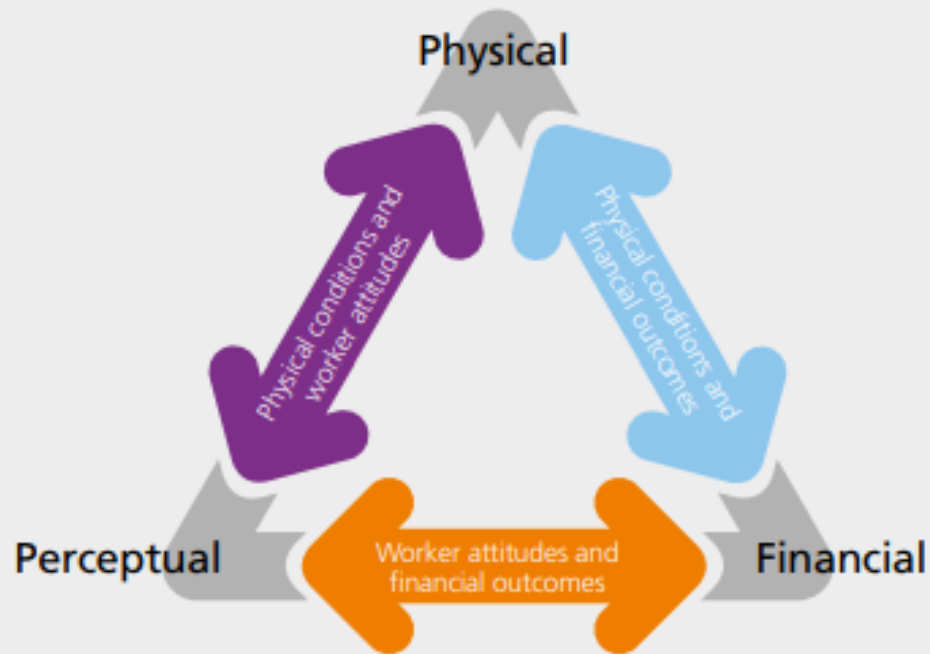 Physical
Physical conditions and
worker attitudes
Physical conditions and
financial outcomes
Perceptual
Worker attitudes and
financial outcomes
Financial